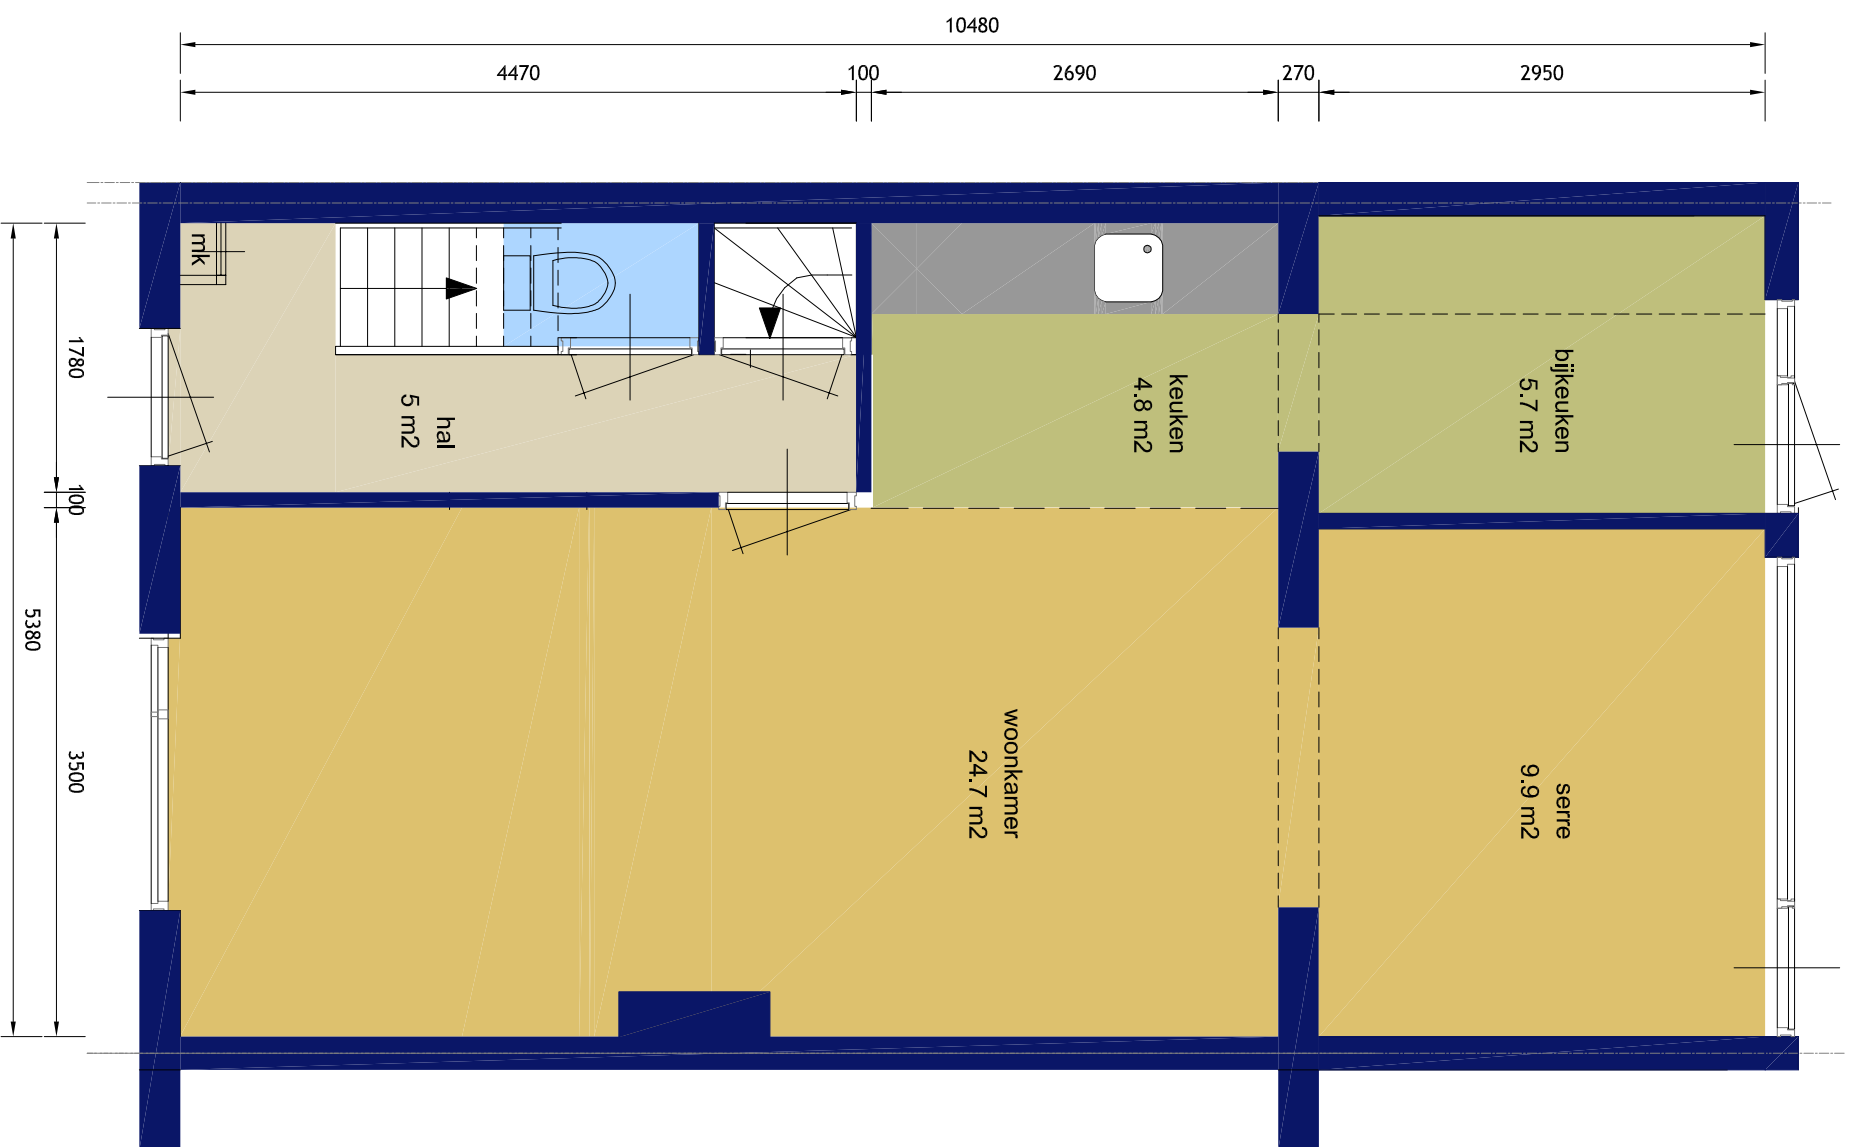 10480
4470
100
2690
270
2950
mk
1780
100
5380
3500
hal
5 m2
keuken
4.8 m2
bijkeuken
5.7 m2
woonkamer
24.7 m2
serre
9.9 m2